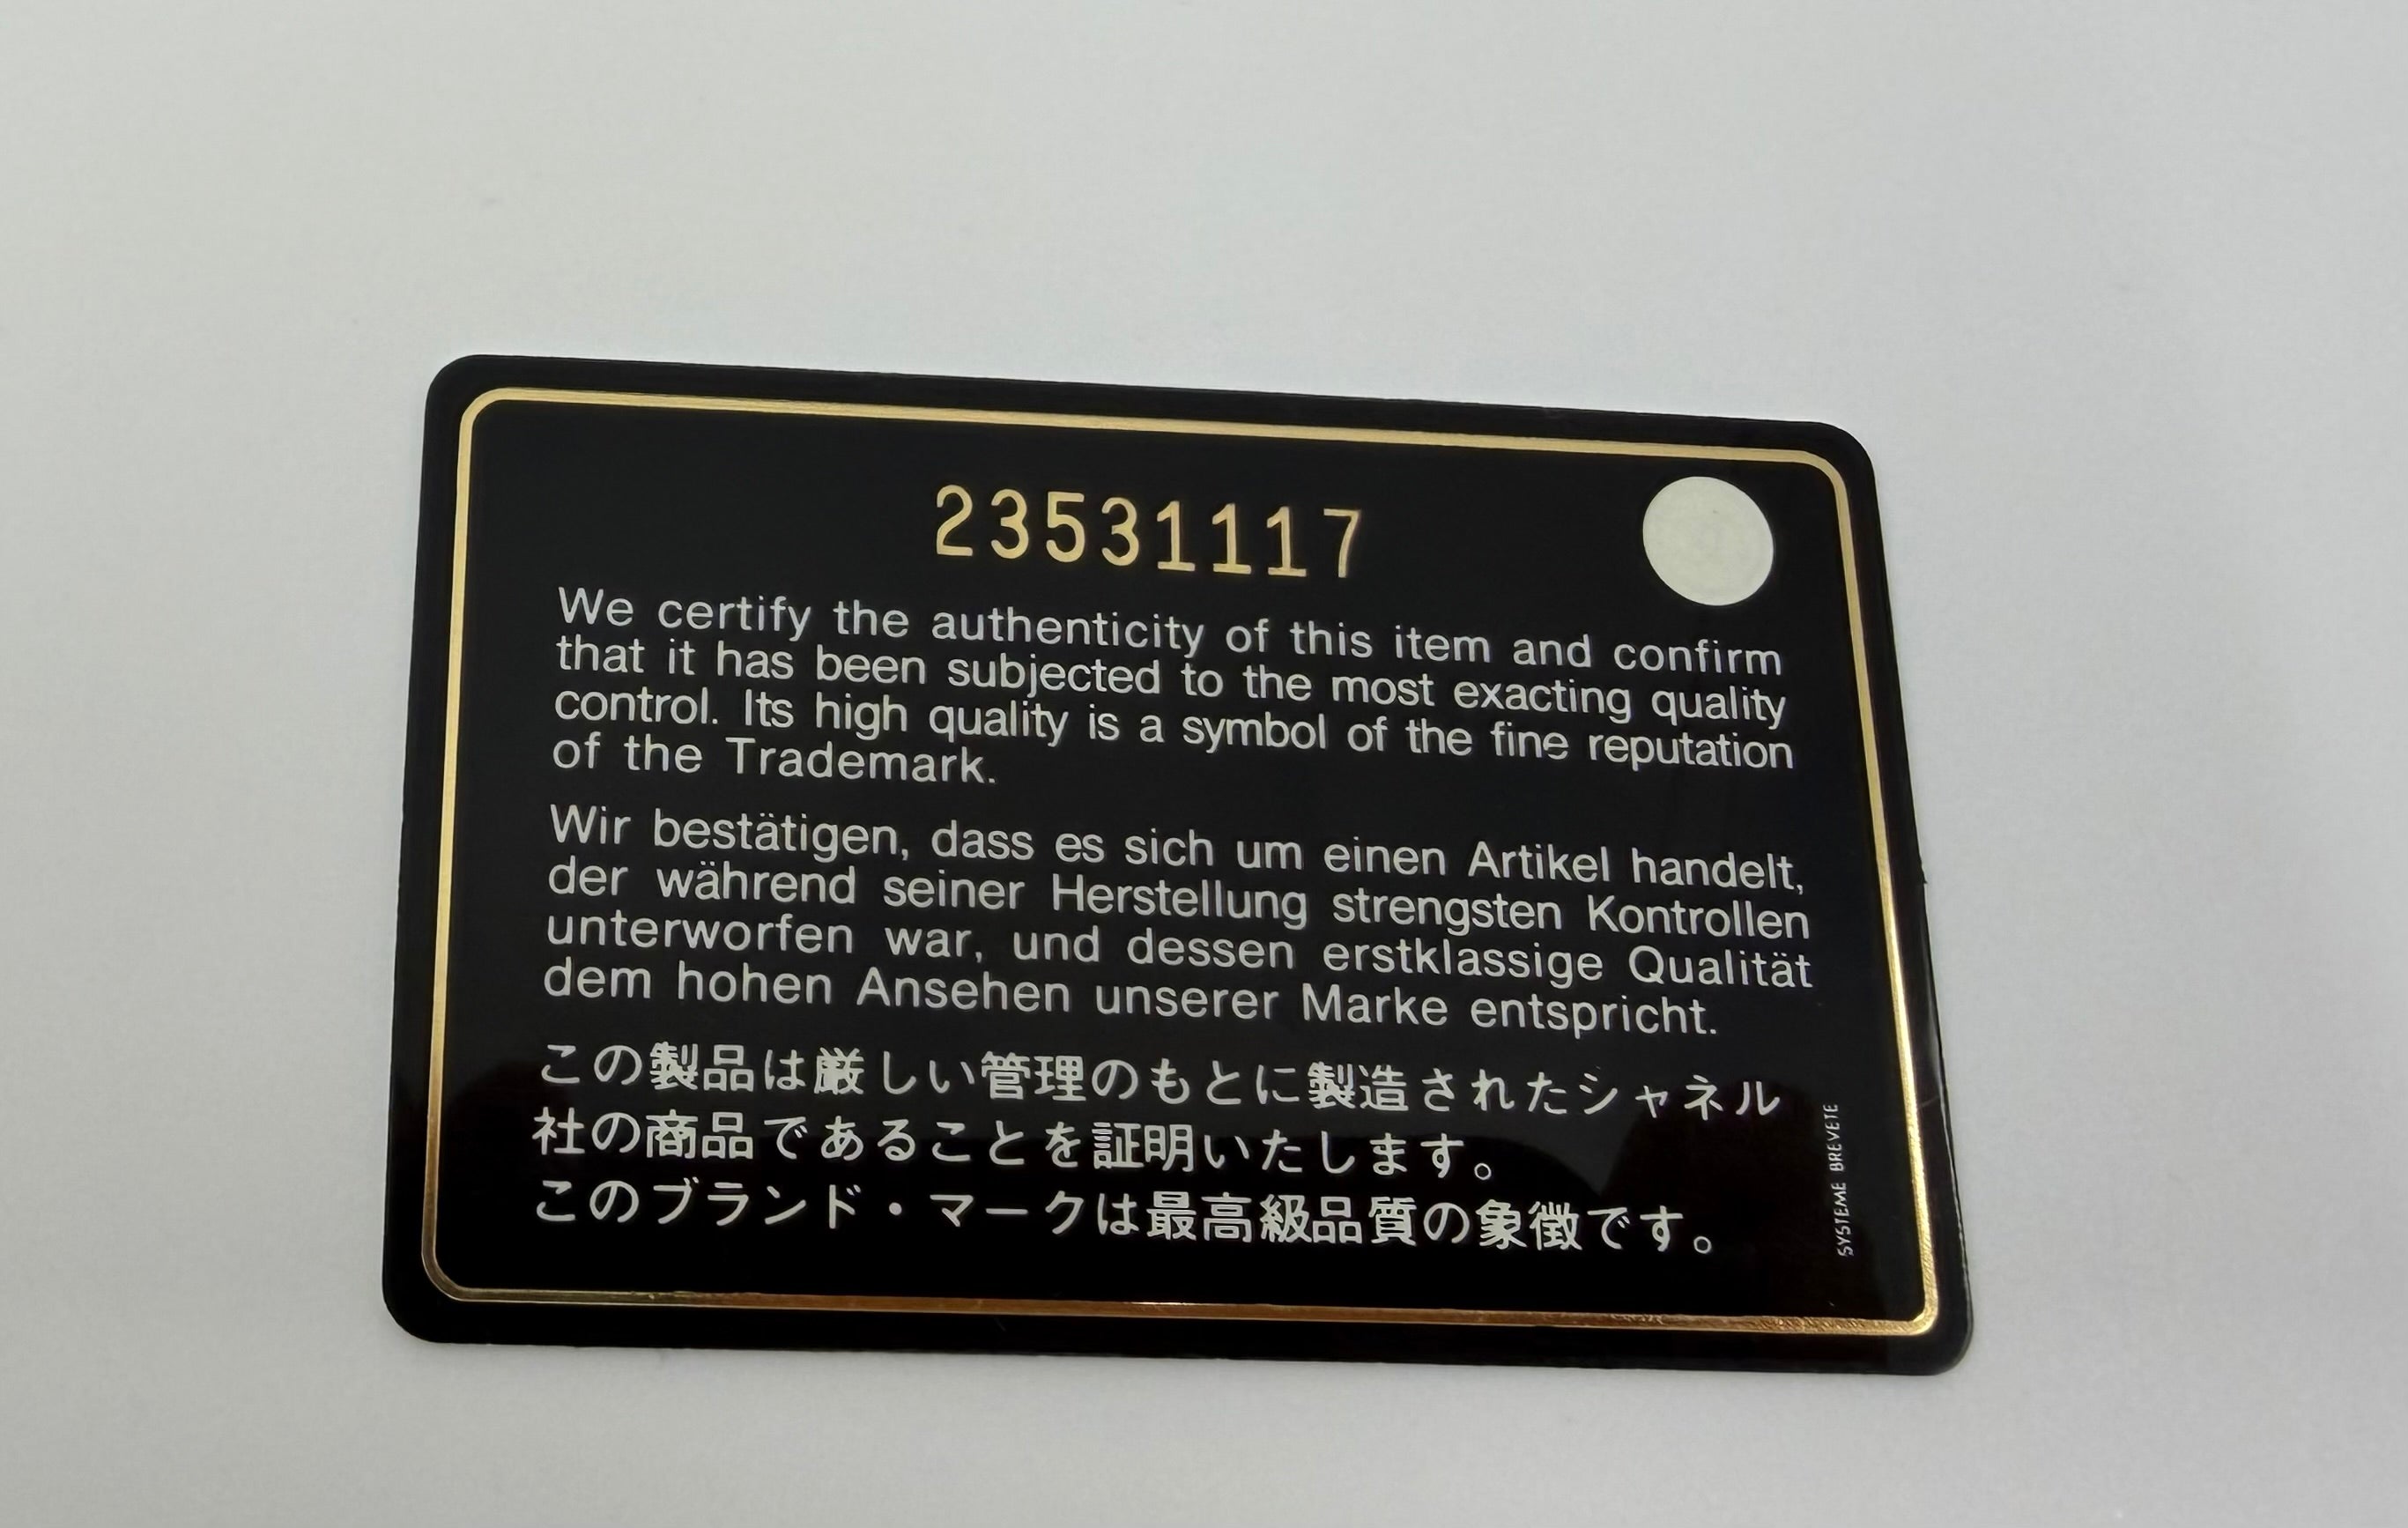 23531117
We certify the authenticity of this item and confirm
that it has been subjected to the most exacting quality
control. Its high quality is a symbol of the fine reputation
of the Trademark.
Wir bestätigen, dass es sich um einen Artikel handelt,
der während seiner Herstellung strengsten Kontrollen
unterworfen war, und dessen erstklassige Qualität
dem hohen Ansehen unserer Marke entspricht.
この製品は厳しい管理のもとに製造されたシャネル
社の商品であることを証明いたします。
このブランド・マークは最高級品質の象徴です。
SYSTEME BREVETE